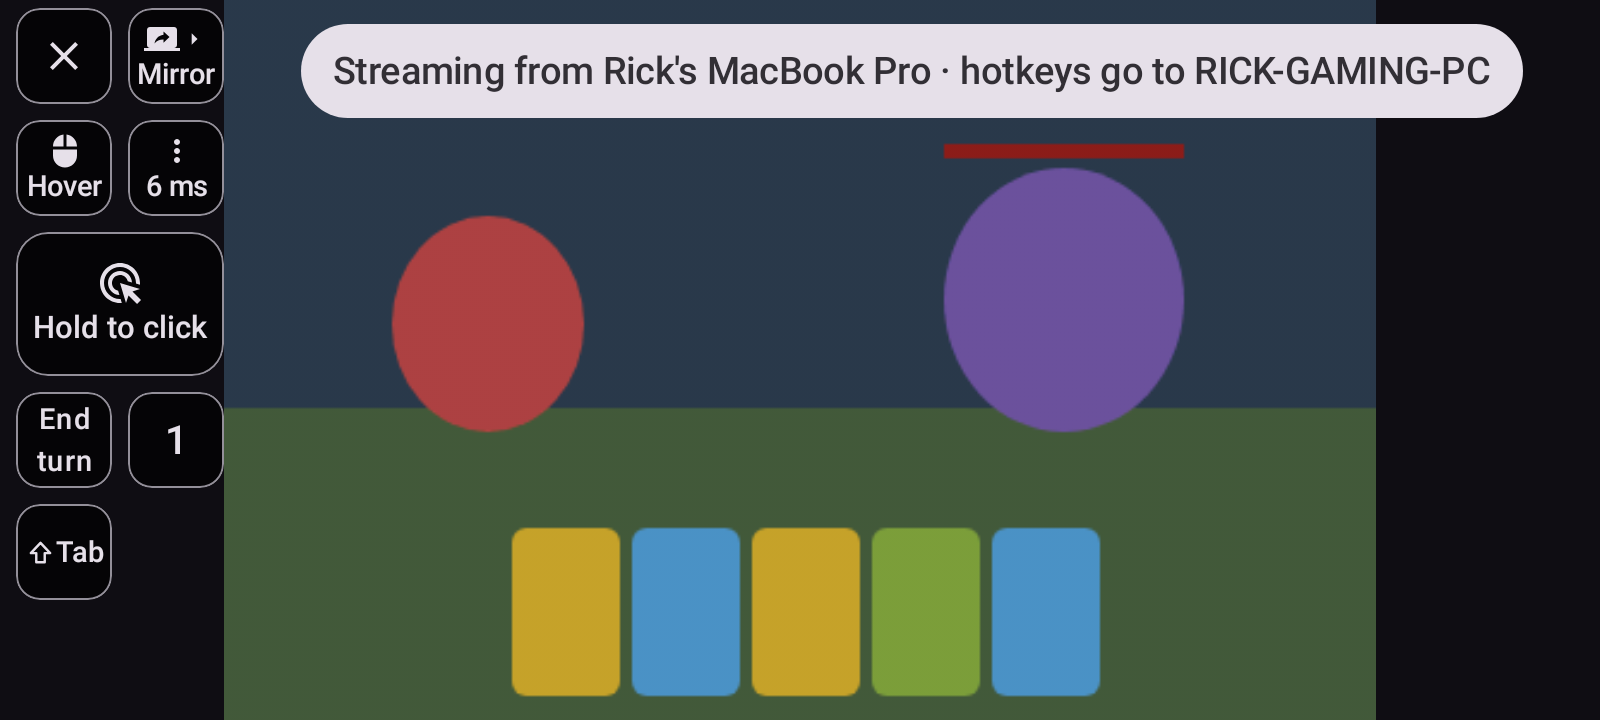 Mirror
Streaming from Rick's MacBook Pro · hotkeys go to RICK-GAMING-PC
Hover
6 ms
Hold to click
End
turn
1
Tab